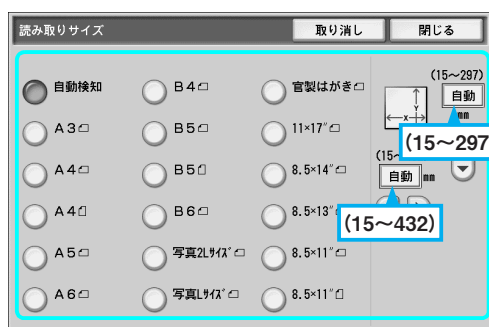 読み取りサイズ 取り消し 閉じる
自動検知 B4 官製はがき (15～297)
自動
Y
mm
X
A3 B5 11×17″
(15～297
A4 B5 8.5×14″ (15～
自動 mm
A4 B6 8.5×13″
(15～432)
A5 写真2Lサイズ 8.5×11″
A6 写真Lサイズ 8.5×11″